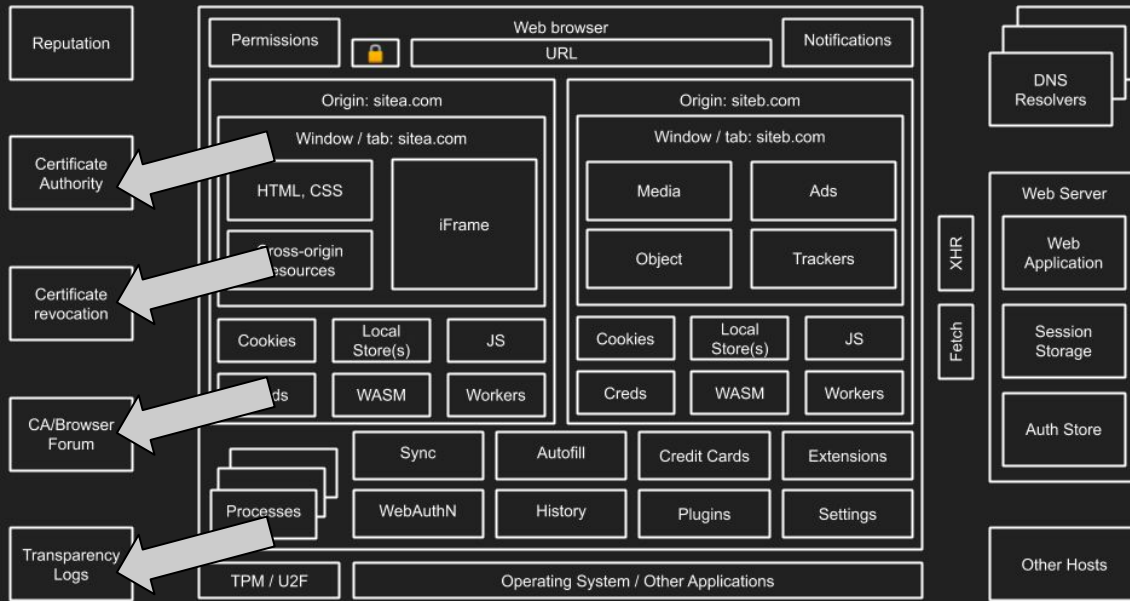 Reputation
Certificate
Authority
Certificate
revocation
CA/Browser
Forum
Transparency
Logs
Web browser
Permissions
URL
Notifications
Origin: sitea.com
Window / tab: sitea.com
HTML, CSS
iFrame
Cookies
Local
Store(s)
JS
WASM
Workers
Origin: siteb.com
Window / tab: siteb.com
Media
Ads
Object
Trackers
Cookies
Local
Store(s)
JS
Creds
WASM
Workers
Processes
Sync
Autofill
Credit Cards
Extensions
WebAuthN
History
Plugins
Settings
TPM / U2F
Operating System / Other Applications
XHR
Fetch
DNS
Resolvers
Web Server
Web
Application
Session
Storage
Auth Store
Other Hosts